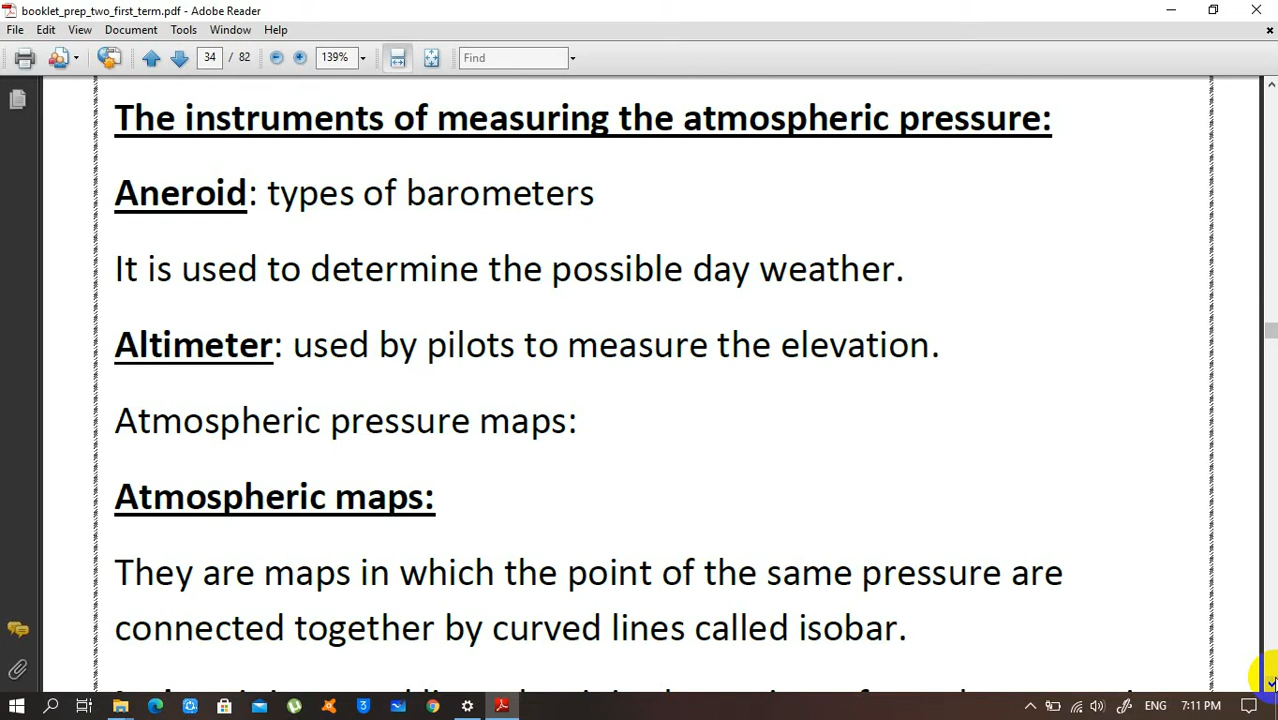 booklet_prep_two_first_term.pdf - Adobe Reader
File Edit View Document Tools Window Help
34 / 82 139% Find
The instruments of measuring the atmospheric pressure:
Aneroid: types of barometers
It is used to determine the possible day weather.
Altimeter: used by pilots to measure the elevation.
Atmospheric pressure maps:
Atmospheric maps:
They are maps in which the point of the same pressure are
connected together by curved lines called isobar.
ENG 7:11 PM